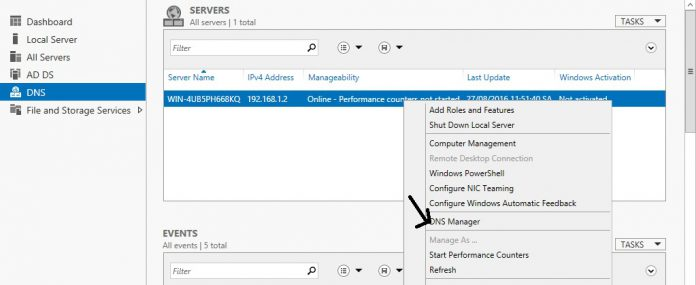 Dashboard
Local Server
All Servers
AD DS
DNS
File and Storage Services
SERVERS
All servers | 1 total
TASKS
Filter
Server Name IPv4 Address Manageability Last Update Windows Activation
WIN-4UB5PH668KQ 192.168.1.2 Online - Performance counters not started 27/08/2016 11:51:40 SA Not activated
Add Roles and Features
Shut Down Local Server
Computer Management
Remote Desktop Connection
Windows PowerShell
Configure NIC Teaming
Configure Windows Automatic Feedback
DNS Manager
Manage As ...
Start Performance Counters
Refresh
EVENTS
All events | 5 total
TASKS
Filter